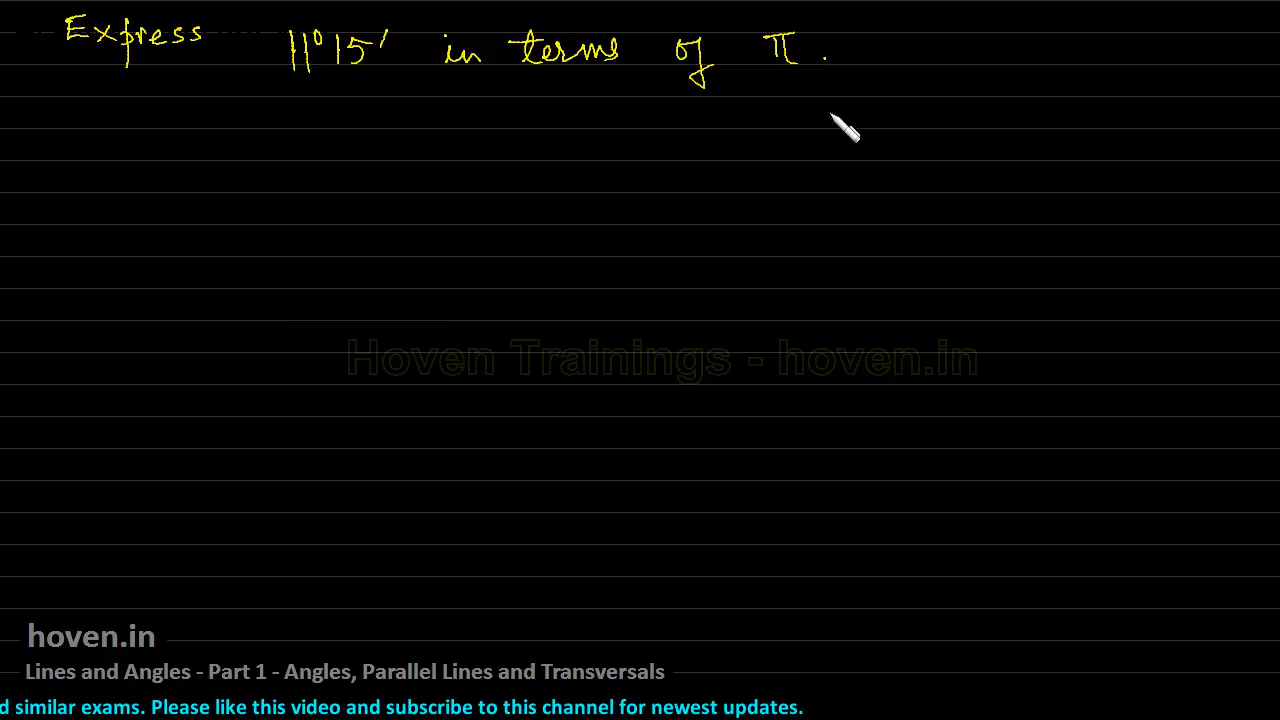 Express 11°15' in terms of π.
Hoven Trainings - hoven.in
hoven.in
Lines and Angles - Part 1 - Angles, Parallel Lines and Transversals
d similar exams. Please like this video and subscribe to this channel for newest updates.